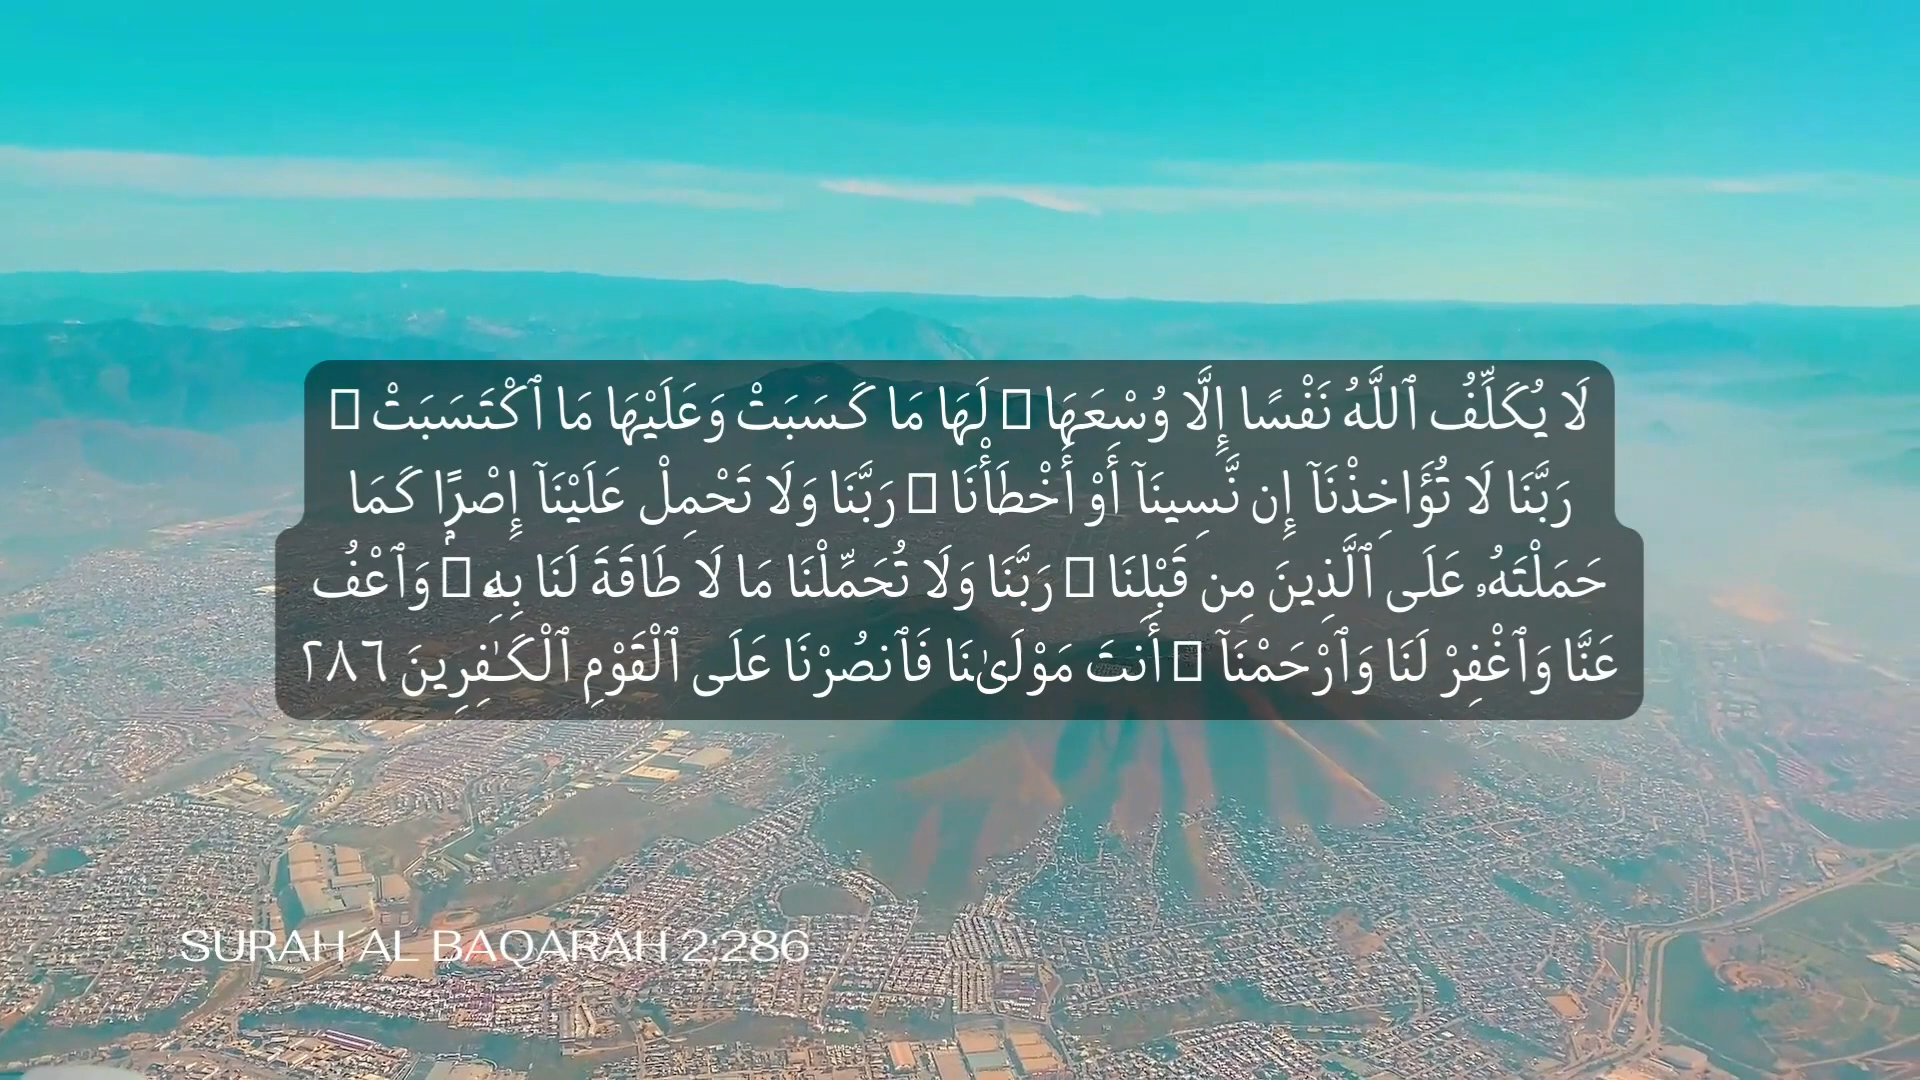 لَا يُكَلِّفُ ٱللَّهُ نَفْسًا إِلَّا وُسْعَهَا ▯ لَهَا مَا كَسَبَتْ وَعَلَيْهَا مَا ٱكْتَسَبَتْ ▯
رَبَّنَا لَا تُؤَاخِذْنَآ إِن نَّسِينَآ أَوْ أَخْطَأْنَا ▯ رَبَّنَا وَلَا تَحْمِلْ عَلَيْنَآ إِصْرًۭا كَمَا
حَمَلْتَهُۥ عَلَى ٱلَّذِينَ مِن قَبْلِنَا ▯ رَبَّنَا وَلَا تُحَمِّلْنَا مَا لَا طَاقَةَ لَنَا بِهِۦ ▯ وَٱعْفُ
عَنَّا وَٱغْفِرْ لَنَا وَٱرْحَمْنَآ ▯ أَنتَ مَوْلَىٰنَا فَٱنصُرْنَا عَلَى ٱلْقَوْمِ ٱلْكَـٰفِرِينَ ٢٨٦
SURAH AL BAQARAH 2:286